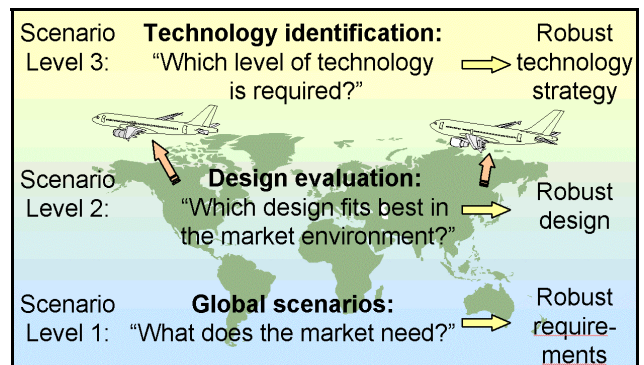 Scenario Level 3:
Technology identification:
“Which level of technology
is required?”
Robust
technology
strategy
Scenario Level 2:
Design evaluation:
“Which design fits best in
the market environment?”
Robust
design
Scenario Level 1:
Global scenarios:
“What does the market need?”
Robust
require-
ments